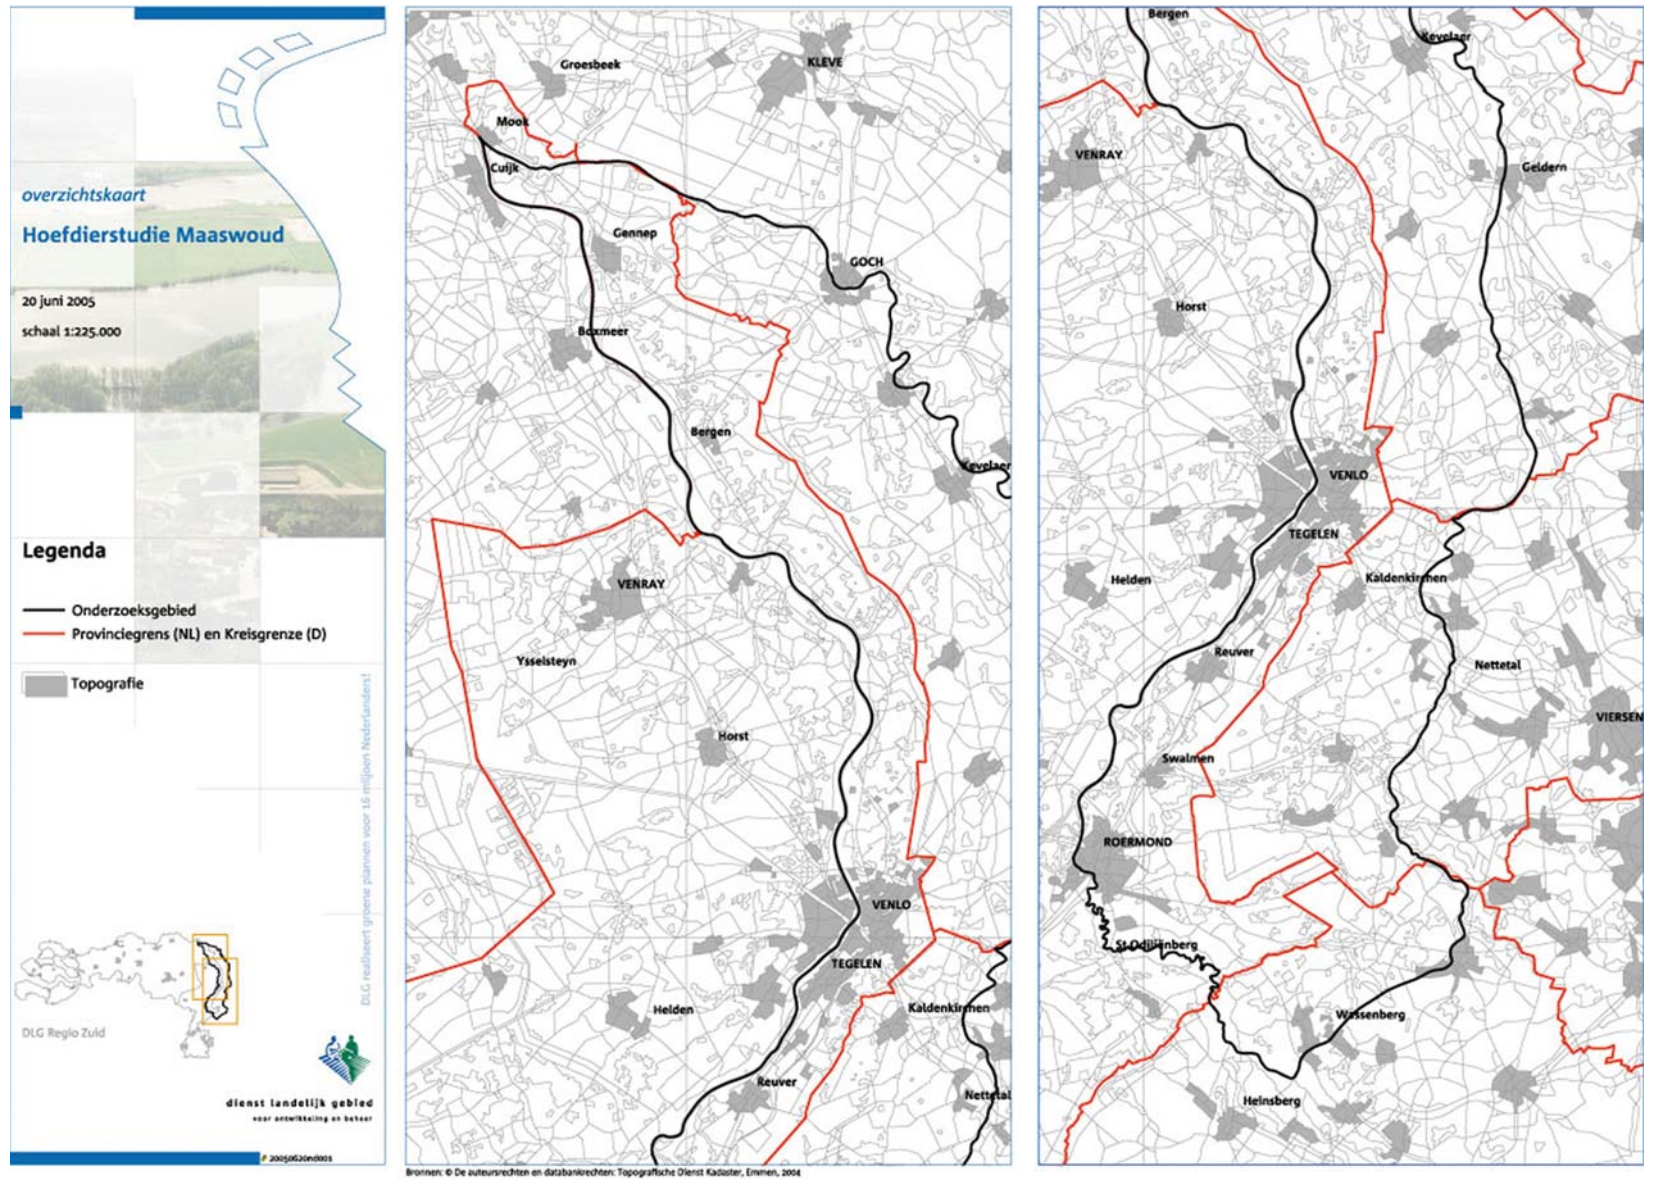 overzichtskaart
Hoefdierstudie Maaswoud
20 juni 2005
schaal 1:225.000
Legenda
Onderzoeksgebied
Provinciegrens (NL) en Kreisgrenze (D)
Topografie
DLG realiseert groene plannen voor 16 miljoen Nederlanders!
DLG Regio Zuid
dienst landelijk gebied
voor ontwikkeling en beheer
20050620nd001
Groesbeek
KLEVE
Mook
Cuijk
Gennep
GOCH
Boxmeer
Bergen
Kevelaer
VENRAY
Ysselsteyn
Horst
VENLO
TEGELEN
Helden
Kaldenkirchen
Reuver
Nettetal
Bronnen: © De auteursrechten en databankrechten: Topografische Dienst Kadaster, Emmen, 2004
Bergen
Kevelaer
VENRAY
Geldern
Horst
VENLO
TEGELEN
Helden
Kaldenkirchen
Reuver
Nettetal
VIERSEN
Swalmen
ROERMOND
St Odiliënberg
Wassenberg
Heinsberg